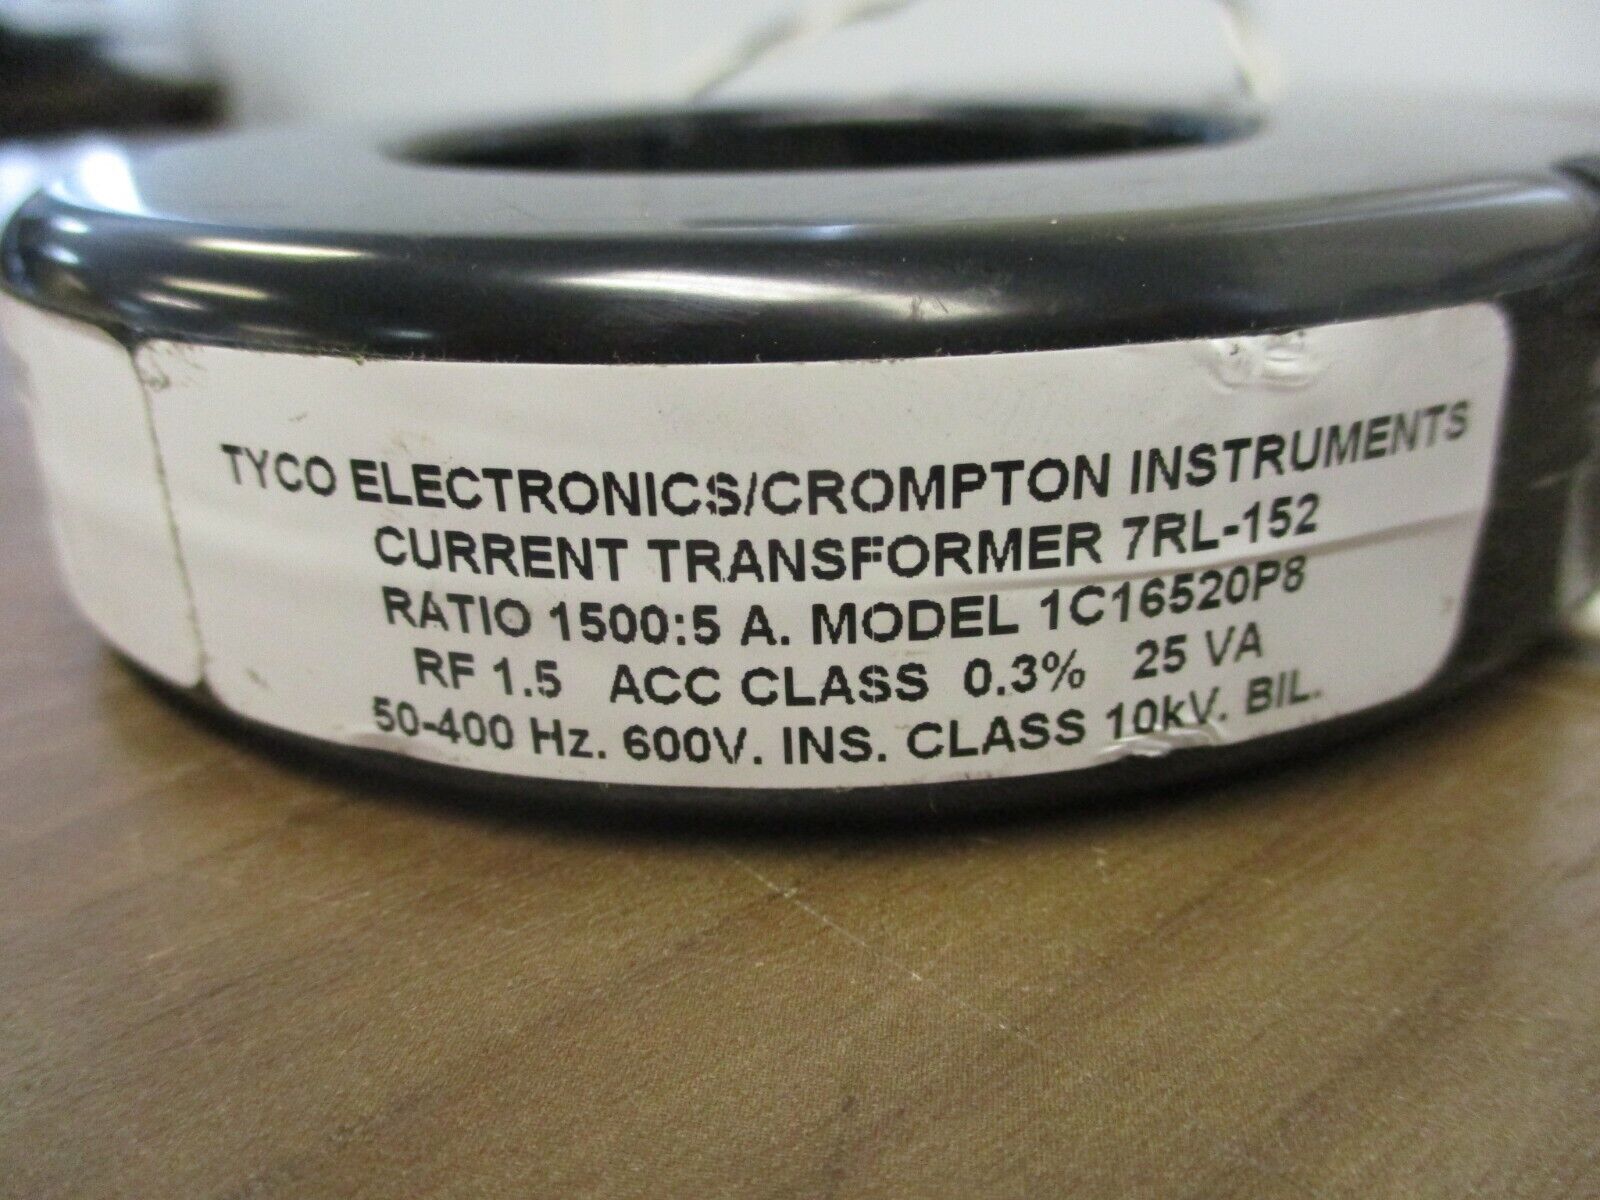 TYCO ELECTRONICS/CROMPTON INSTRUMENTS
CURRENT TRANSFORMER 7RL-152
RATIO 1500:5 A. MODEL 1C16520P8
RF 1.5 ACC CLASS 0.3% 25 VA
50-400 Hz. 600V. INS. CLASS 10kV. BIL.